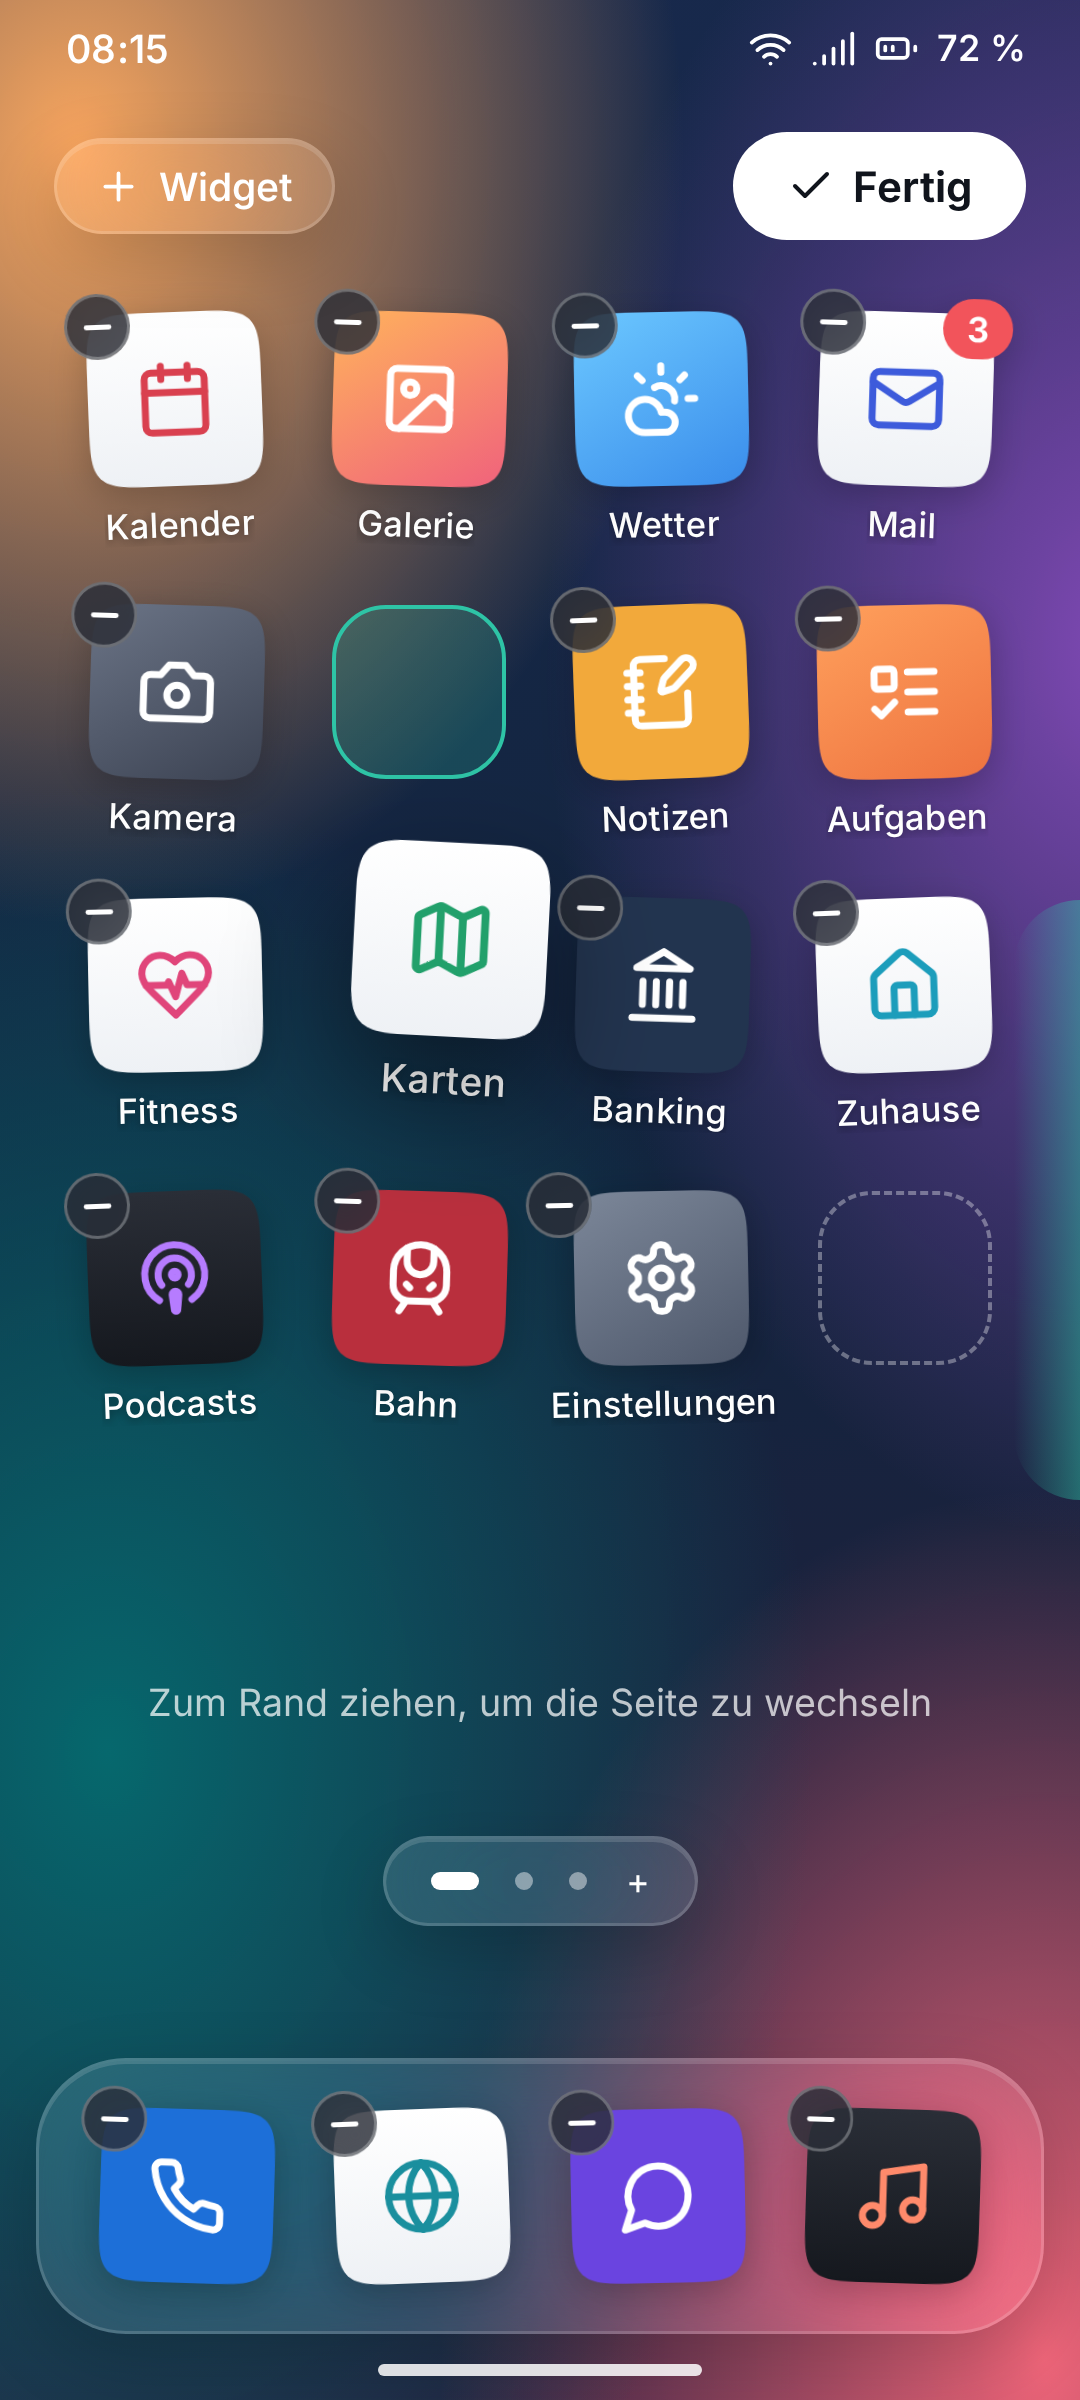 08:15
72 %
Widget
Fertig
3
Kalender
Galerie
Wetter
Mail
Kamera
Notizen
Aufgaben
Fitness
Karten
Banking
Zuhause
Podcasts
Bahn
Einstellungen
Zum Rand ziehen, um die Seite zu wechseln
+